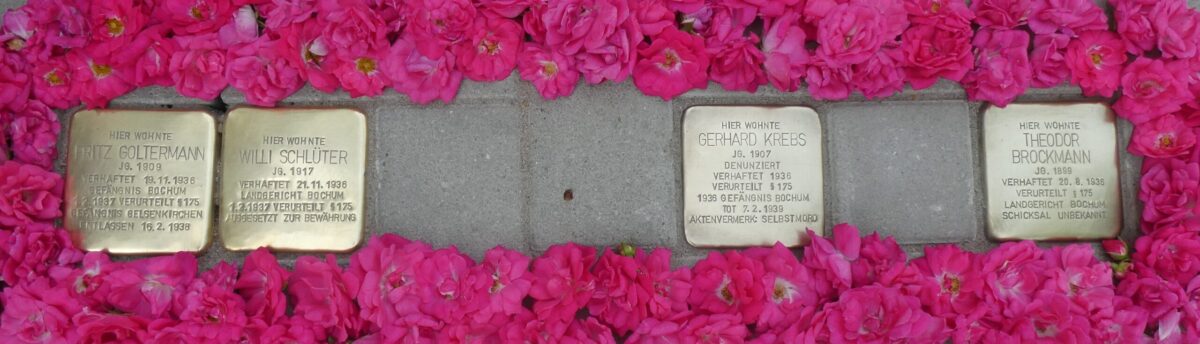 HIER WOHNTE
FRITZ GOLTERMANN
JG. 1909
VERHAFTET 19.11.1936
GEFÄNGNIS BOCHUM
1.2.1937 VERURTEILT §175
GEFÄNGNIS GELSENKIRCHEN
ENTLASSEN 16.2.1938
HIER WOHNTE
WILLI SCHLÜTER
JG. 1917
VERHAFTET 21.11.1936
LANDGERICHT BOCHUM
1.2.1937 VERURTEILT §175
AUSGESETZT ZUR BEWÄHRUNG
HIER WOHNTE
GERHARD KREBS
JG. 1907
DENUNZIERT
VERHAFTET 1936
VERURTEILT §175
1936 GEFÄNGNIS BOCHUM
TOT 7.2.1939
AKTENVERMERK: SELBSTMORD
HIER WOHNTE
THEODOR
BROCKMANN
JG. 1899
VERHAFTET 20.8.1936
VERURTEILT §175
LANDGERICHT BOCHUM
SCHICKSAL UNBEKANNT